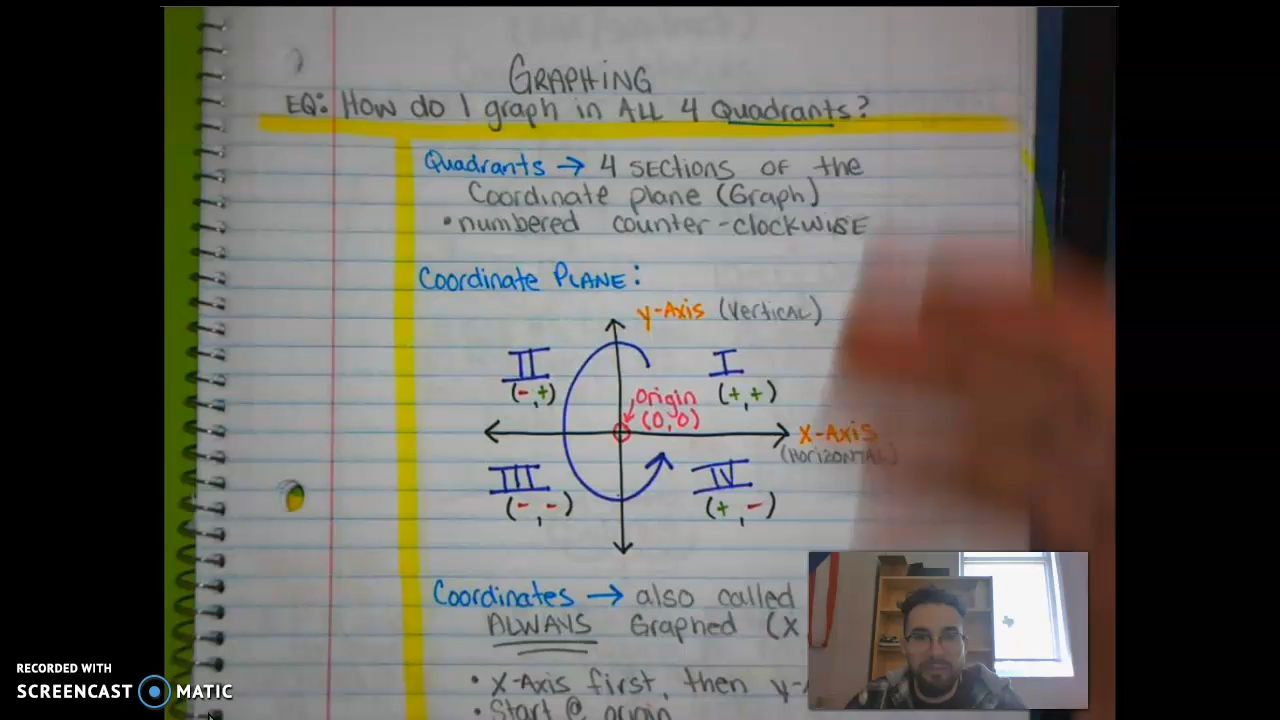 GRAPHING
EQ: How do I graph in ALL 4 Quadrants?
Quadrants → 4 SECTIONS OF the
Coordinate plane (Graph)
• numbered counter-clockwise
Coordinate PLANE:
y-Axis (VERTICAL)
II
(-,+)
I
(+,+)
Origin
(0,0)
X-Axis
(HORIZONTAL)
III
(-,-)
IV
(+,-)
Coordinates → also called
ALWAYS Graphed (X
• X-Axis first, then y-
• Start @ origin
RECORDED WITH
SCREENCAST MATIC